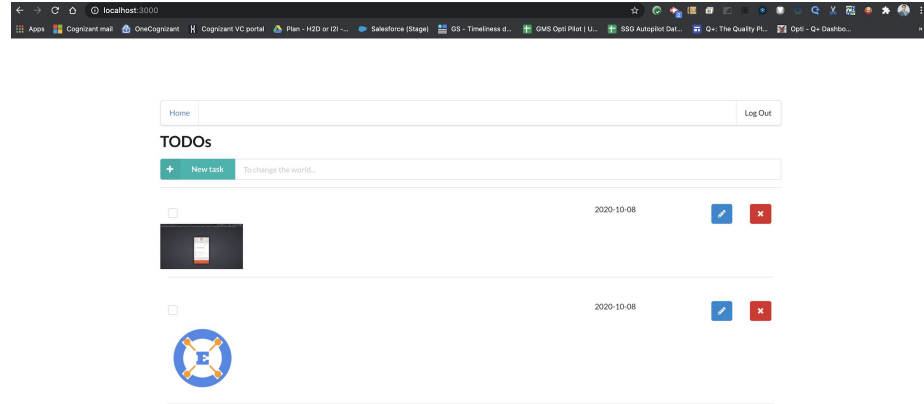 localhost:3000
Apps Cognizant mail OneCognizant Cognizant VC portal Plan - H2D or I2I -... Salesforce (Stage) GS - Timeliness d... GMS Opti Pilot | U... SSG Autopilot Dat... Q+: The Quality Pl... Opti - Q+ Dashbo... »
Home Log Out
TODOs
New task To change the world...
2020-10-08
2020-10-08
E